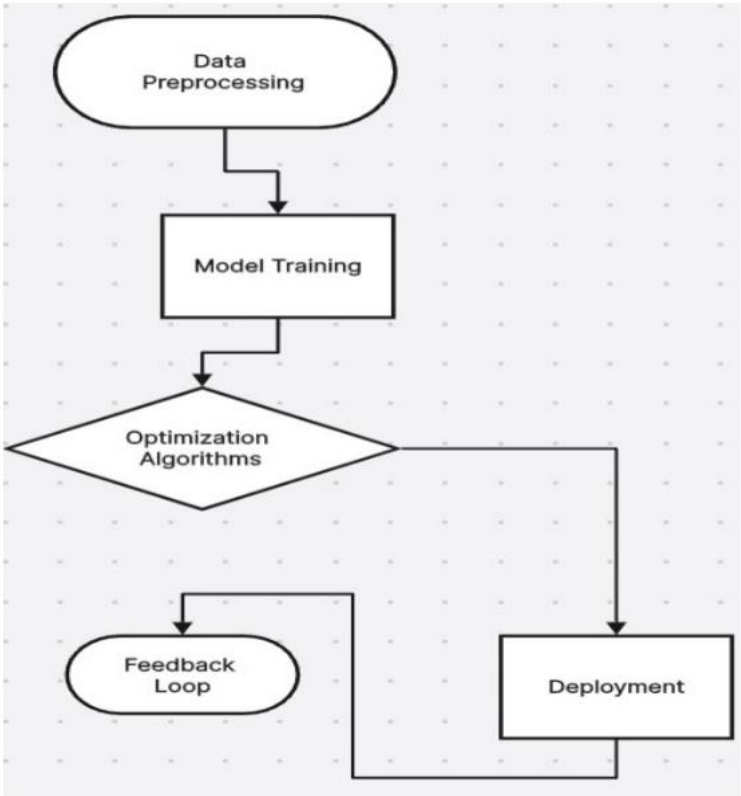 Data
Preprocessing
Model Training
Optimization
Algorithms
Feedback
Loop
Deployment